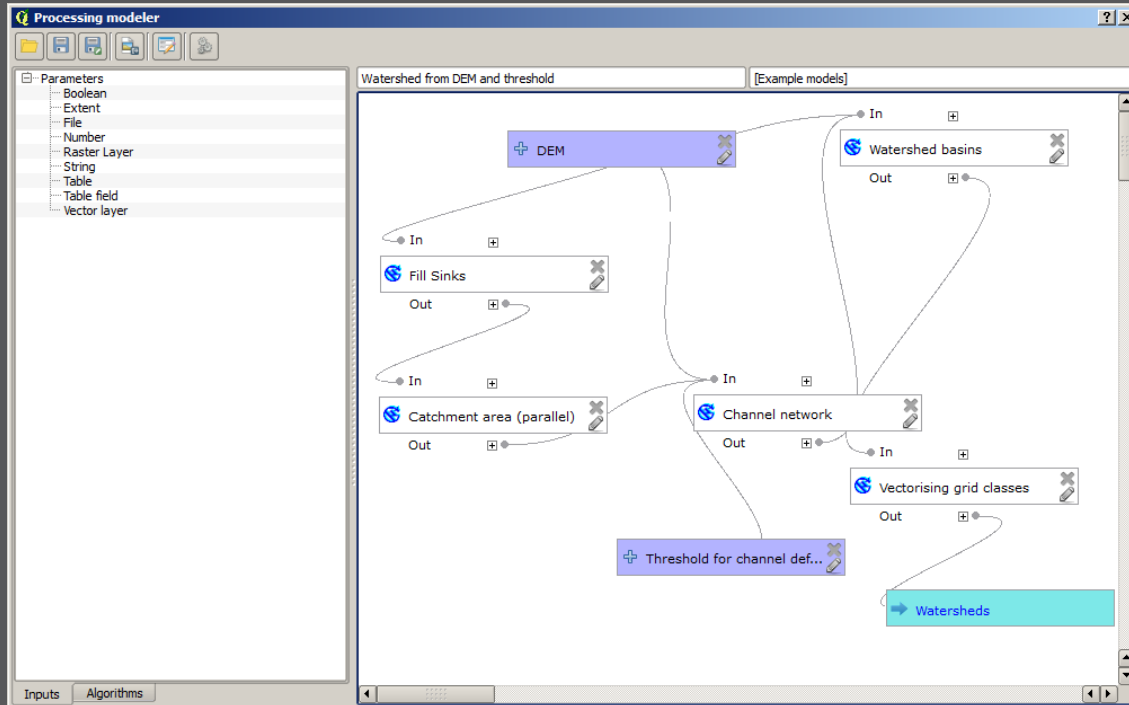 Processing modeler
Parameters
Boolean
Extent
File
Number
Raster Layer
String
Table
Table field
Vector layer
Inputs
Algorithms
Watershed from DEM and threshold
[Example models]
DEM
In
Watershed basins
Out
In
Fill Sinks
Out
In
Catchment area (parallel)
Out
In
Channel network
Out
In
Vectorising grid classes
Out
Threshold for channel def...
Watersheds